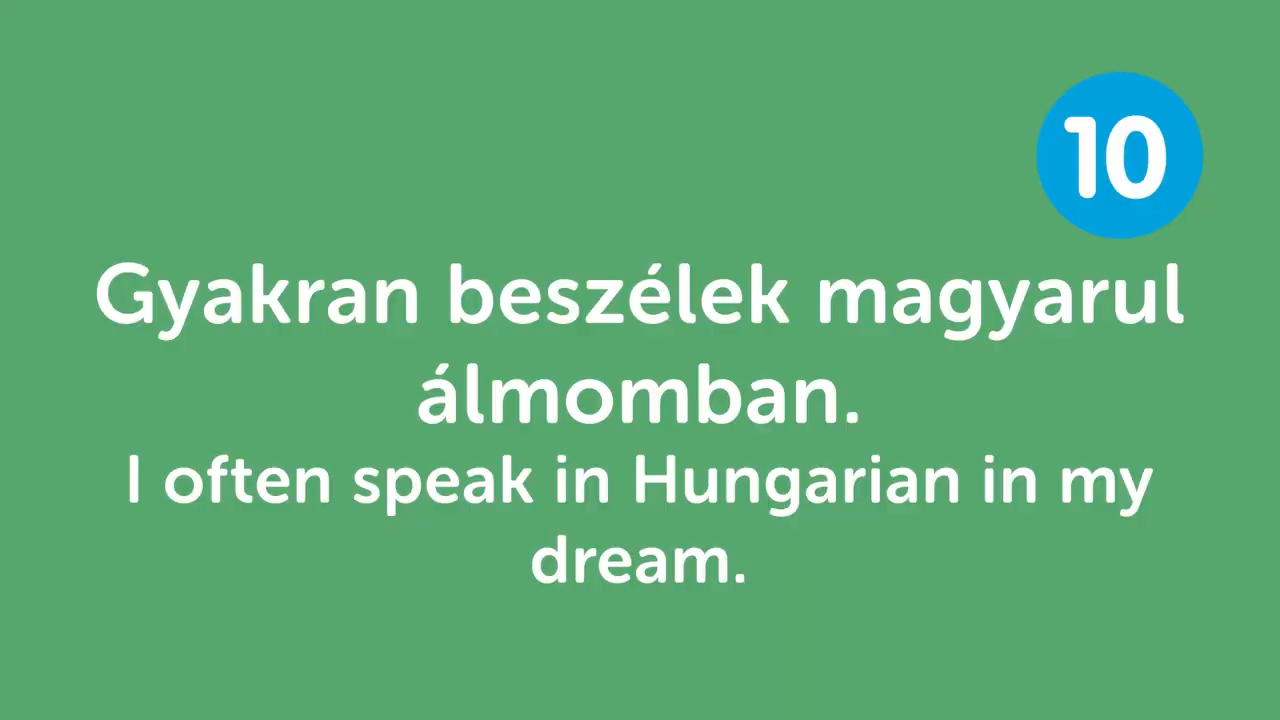 10
Gyakran beszélek magyarul
álmomban.
I often speak in Hungarian in my
dream.